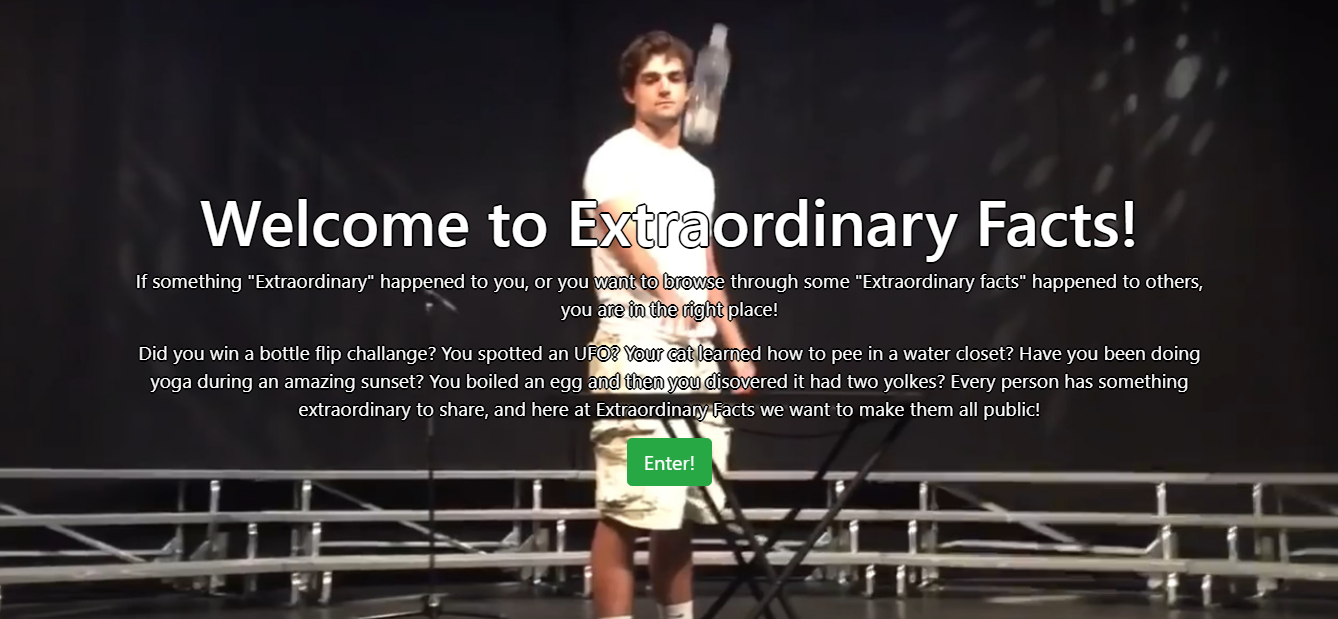 Welcome to Extraordinary Facts!
If something "Extraordinary" happened to you, or you want to browse through some "Extraordinary facts" happened to others,
you are in the right place!
Did you win a bottle flip challange? You spotted an UFO? Your cat learned how to pee in a water closet? Have you been doing
yoga during an amazing sunset? You boiled an egg and then you disovered it had two yolkes? Every person has something
extraordinary to share, and here at Extraordinary Facts we want to make them all public!
Enter!